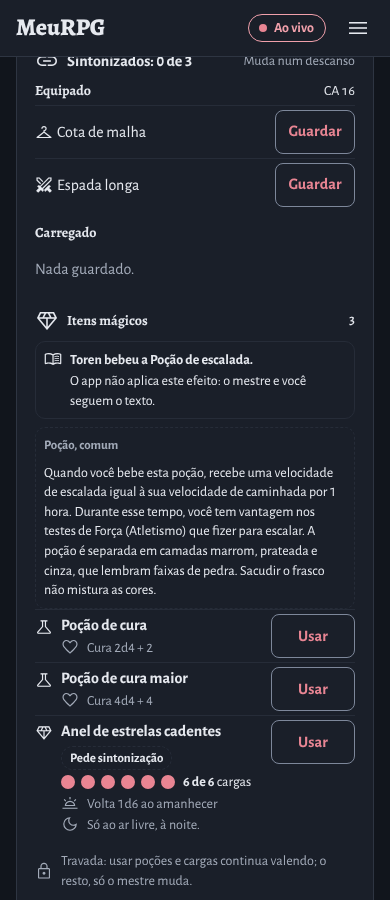 MeuRPG
Ao vivo
Sintonizados: 0 de 3
Muda num descanso
Equipado
CA 16
Cota de malha
Guardar
Espada longa
Guardar
Carregado
Nada guardado.
Itens mágicos
3
Toren bebeu a Poção de escalada.
O app não aplica este efeito: o mestre e você
seguem o texto.
Poção, comum
Quando você bebe esta poção, recebe uma velocidade
de escalada igual à sua velocidade de caminhada por 1
hora. Durante esse tempo, você tem vantagem nos
testes de Força (Atletismo) que fizer para escalar. A
poção é separada em camadas marrom, prateada e
cinza, que lembram faixas de pedra. Sacudir o frasco
não mistura as cores.
Poção de cura
Cura 2d4 + 2
Usar
Poção de cura maior
Cura 4d4 + 4
Usar
Anel de estrelas cadentes
Usar
Pede sintonização
6 de 6 cargas
Volta 1d6 ao amanhecer
Só ao ar livre, à noite.
Travada: usar poções e cargas continua valendo; o
resto, só o mestre muda.